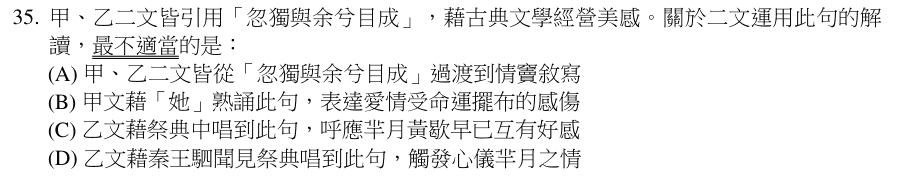 35. 甲、乙二文皆引用「忽獨與余兮目成」，藉古典文學經營美感。關於二文運用此句的解
讀，最不適當的是：
(A) 甲、乙二文皆從「忽獨與余兮目成」過渡到情竇敘寫
(B) 甲文藉「她」熟誦此句，表達愛情受命運擺布的感傷
(C) 乙文藉祭典中唱到此句，呼應羋月黃歇早已互有好感
(D) 乙文藉秦王駟聞見祭典唱到此句，觸發心儀羋月之情